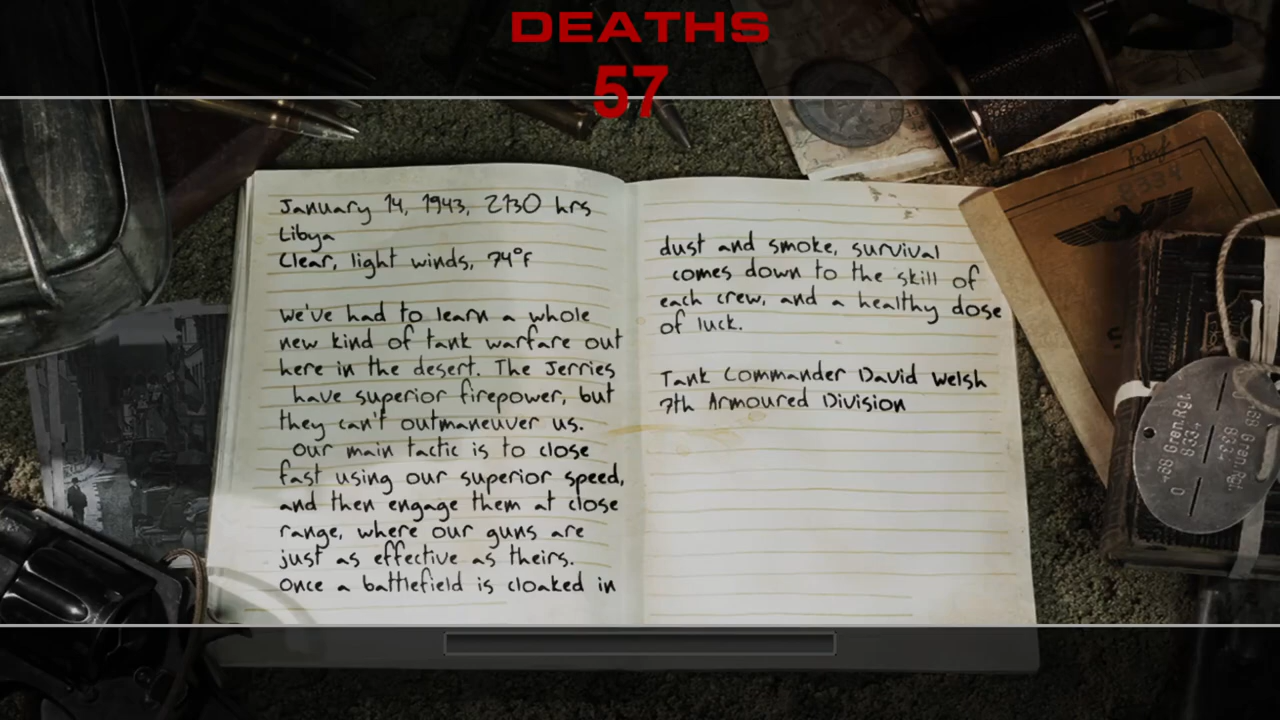 DEATHS
57
January 14, 1943, 2130 hrs
Libya
Clear, light winds, 74°F
We've had to learn a whole
new kind of tank warfare out
here in the desert. The Jerries
have superior firepower, but
they can't outmaneuver us.
Our main tactic is to close
fast using our superior speed,
and then engage them at close
range, where our guns are
just as effective as theirs.
Once a battlefield is cloaked in
dust and smoke, survival
comes down to the skill of
each crew, and a healthy dose
of luck.
Tank Commander David Welsh
7th Armoured Division
8334